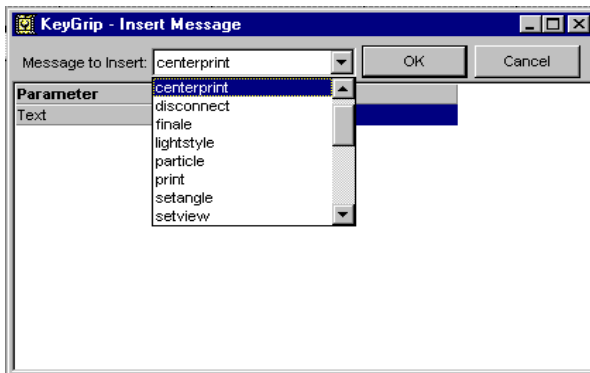 KeyGrip - Insert Message
Message to Insert: centerprint OK Cancel
Parameter
Text
centerprint
disconnect
finale
lightstyle
particle
print
setangle
setview